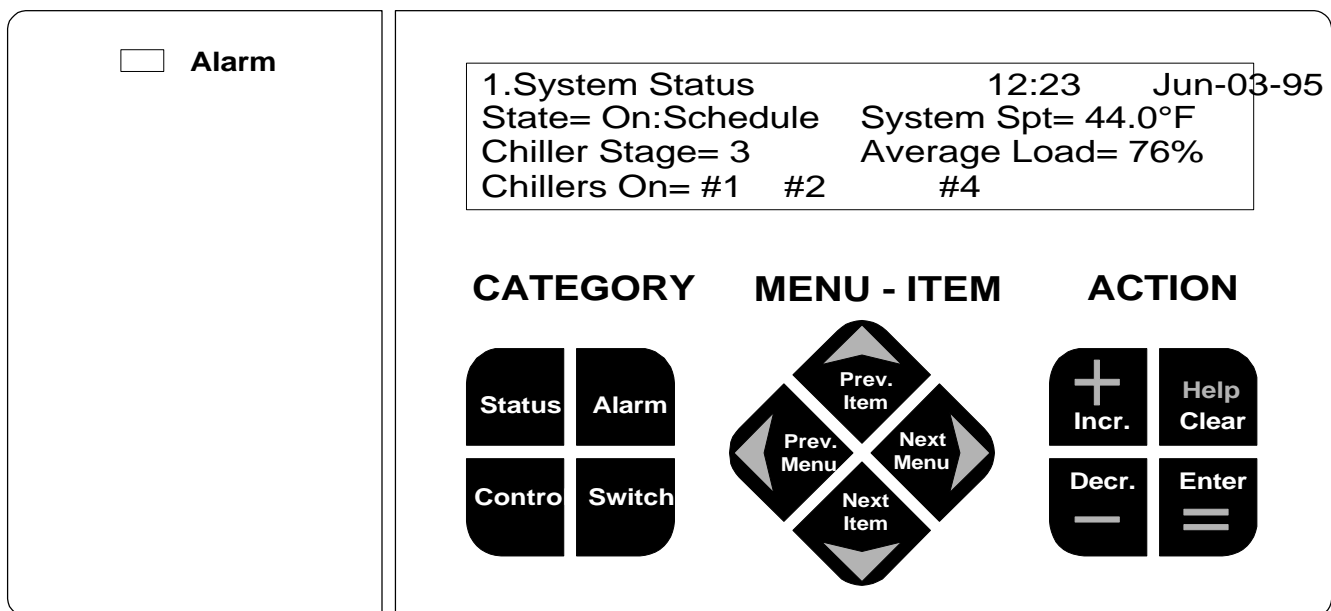 Alarm
1.System Status 12:23 Jun-03-95
State= On:Schedule System Spt= 44.0°F
Chiller Stage= 3 Average Load= 76%
Chillers On= #1 #2 #4
CATEGORY MENU - ITEM ACTION
Status Alarm
Contro Switch
Prev.
Item
Prev.
Menu
Next
Menu
Next
Item
+
Incr.
Help
Clear
Decr.
—
Enter
=